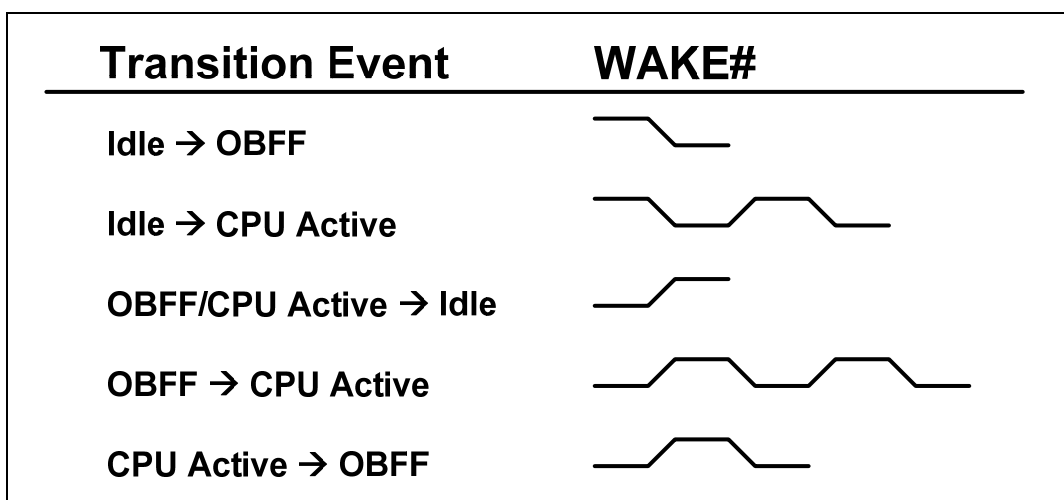 Transition Event WAKE#
Idle → OBFF
Idle → CPU Active
OBFF/CPU Active → Idle
OBFF → CPU Active
CPU Active → OBFF